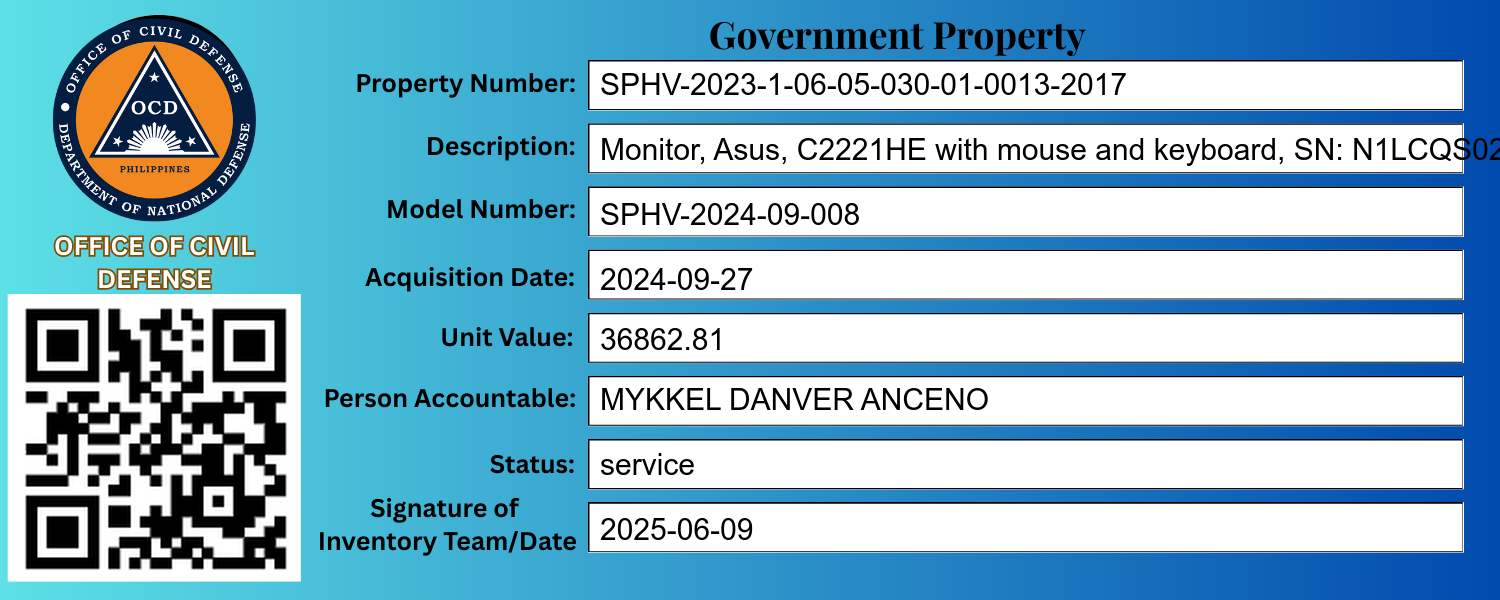 OFFICE OF CIVIL DEFENSE
OCD
PHILIPPINES
DEPARTMENT OF NATIONAL DEFENSE
OFFICE OF CIVIL
DEFENSE
Government Property
Property Number: SPHV-2023-1-06-05-030-01-0013-2017
Description: Monitor, Asus, C2221HE with mouse and keyboard, SN: N1LCQS02
Model Number: SPHV-2024-09-008
Acquisition Date: 2024-09-27
Unit Value: 36862.81
Person Accountable: MYKKEL DANVER ANCENO
Status: service
Signature of
Inventory Team/Date 2025-06-09